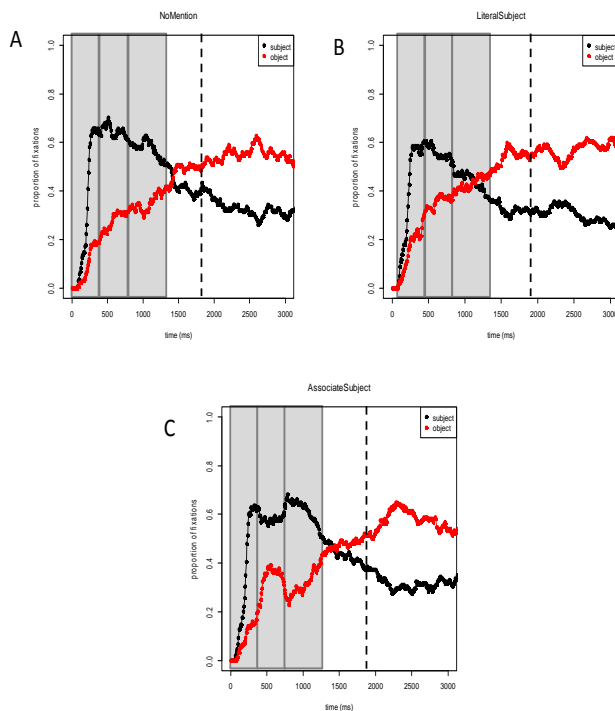 A
NoMention
subject
object
proportion of fixations
0.0 0.2 0.4 0.6 0.8 1.0
0 500 1000 1500 2000 2500 3000
time (ms)
B
LiteralSubject
subject
object
proportion of fixations
0.0 0.2 0.4 0.6 0.8 1.0
0 500 1000 1500 2000 2500 3000
time (ms)
C
AssociateSubject
subject
object
proportion of fixations
0.0 0.2 0.4 0.6 0.8 1.0
0 500 1000 1500 2000 2500 3000
time (ms)